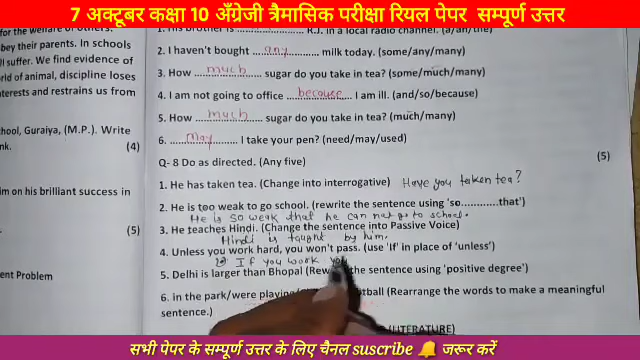 7 अक्टूबर कक्षा 10 अँग्रेजी त्रैमासिक परीक्षा रियल पेपर सम्पूर्ण उत्तर
for the welfare of others.
obey their parents. In schools
ll suffer. We find evidence of
rld of animal, discipline loses
nterests and restrains us from
chool, Guraiya, (M.P.). Write
nk.
(4)
im on his brilliant success in
(5)
ent Problem
1. His brother is ........................ R.J. in a local radio channel. (a/an/the)
2. I haven't bought .....any..... milk today. (some/any/many)
3. How .....much..... sugar do you take in tea? (some/much/many)
4. I am not going to office .....because..... I am ill. (and/so/because)
5. How .....much..... sugar do you take in tea? (much/many)
6. .....may..... I take your pen? (need/may/used)
Q- 8 Do as directed. (Any five)
(5)
1. He has taken tea. (Change into interrogative) Have you taken tea?
2. He is too weak to go school. (rewrite the sentence using 'so............that')
He is so weak that he can not go to school.
3. He teaches Hindi. (Change the sentence into Passive Voice)
Hindi is taught by him.
4. Unless you work hard, you won't pass. (use 'If' in place of 'unless')
If you work
5. Delhi is larger than Bhopal (Rew the sentence using 'positive degree')
6. In the park/were playing/ tball (Rearrange the words to make a meaningful
sentence.)
(LITERATURE)
सभी पेपर के सम्पूर्ण उत्तर के लिए चैनल suscribe 🔔 जरूर करें